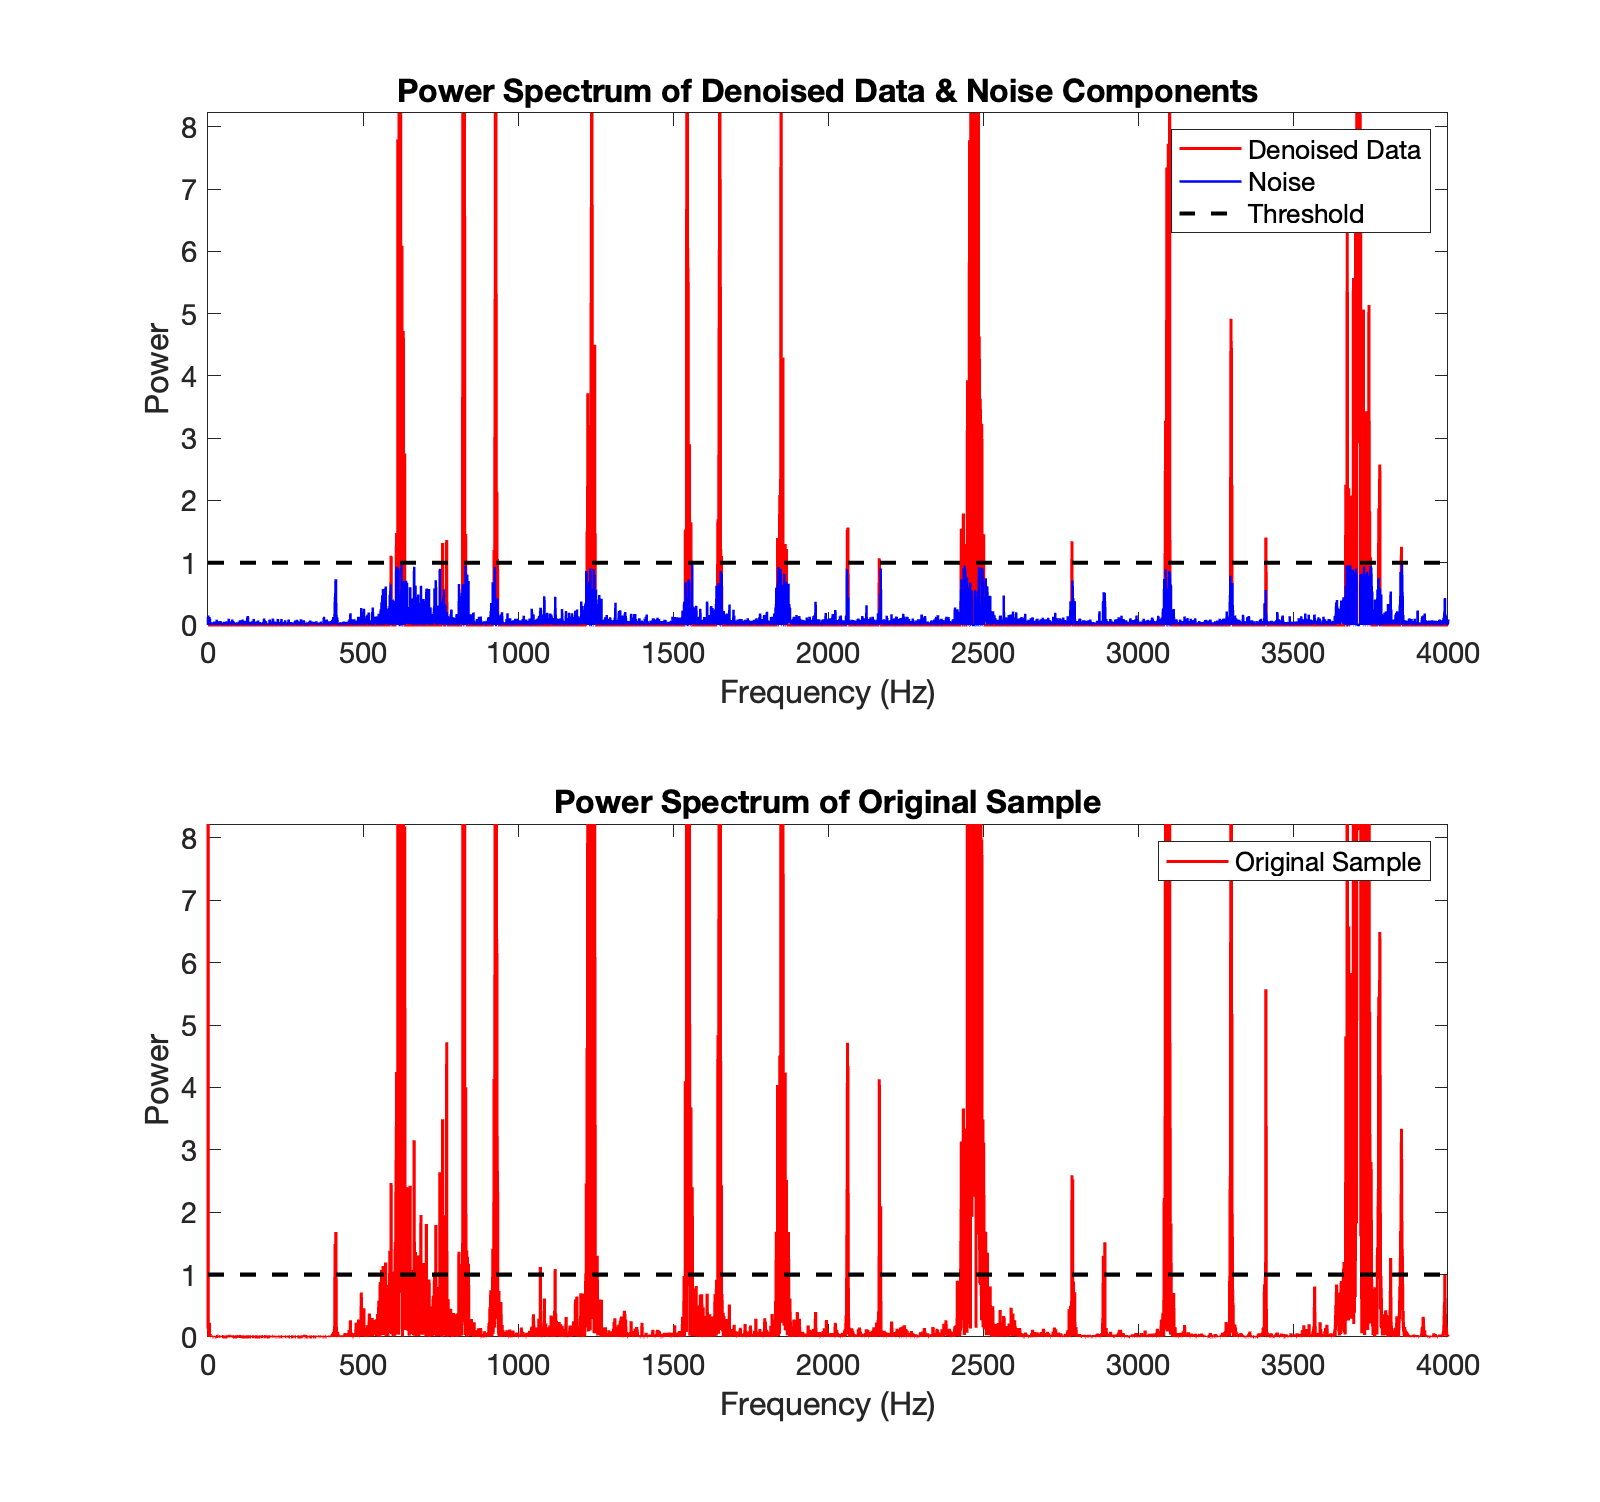 Power Spectrum of Denoised Data & Noise Components
8
7
6
5
4
3
2
1
0
Power
Denoised Data
Noise
Threshold
0 500 1000 1500 2000 2500 3000 3500 4000
Frequency (Hz)
Power Spectrum of Original Sample
8
7
6
5
4
3
2
1
0
Power
Original Sample
0 500 1000 1500 2000 2500 3000 3500 4000
Frequency (Hz)